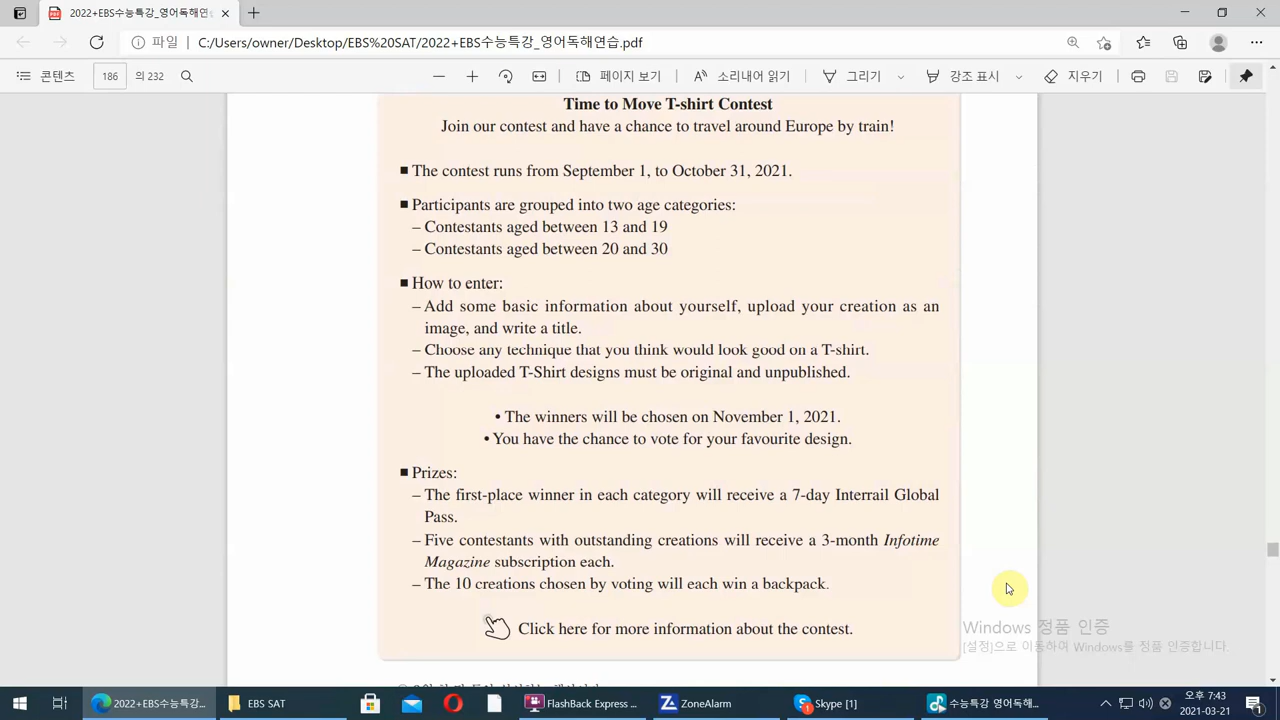 2022+EBS수능특강_영어독해연습
파일
C:/Users/owner/Desktop/EBS%20SAT/2022+EBS수능특강_영어독해연습.pdf
콘텐츠 186 의 232 페이지 보기 소리내어 읽기 그리기 강조 표시 지우기
Time to Move T-shirt Contest
Join our contest and have a chance to travel around Europe by train!
■ The contest runs from September 1, to October 31, 2021.
■ Participants are grouped into two age categories:
– Contestants aged between 13 and 19
– Contestants aged between 20 and 30
■ How to enter:
– Add some basic information about yourself, upload your creation as an
image, and write a title.
– Choose any technique that you think would look good on a T-shirt.
– The uploaded T-Shirt designs must be original and unpublished.
• The winners will be chosen on November 1, 2021.
• You have the chance to vote for your favourite design.
■ Prizes:
– The first-place winner in each category will receive a 7-day Interrail Global
Pass.
– Five contestants with outstanding creations will receive a 3-month Infotime
Magazine subscription each.
– The 10 creations chosen by voting will each win a backpack.
Click here for more information about the contest.
Windows 정품 인증
[설정]으로 이동하여 Windows를 정품 인증합니다.
2022+EBS수능특강... EBS SAT FlashBack Express ... ZoneAlarm Skype [1] 수능특강 영어독해...
오후 7:43
2021-03-21